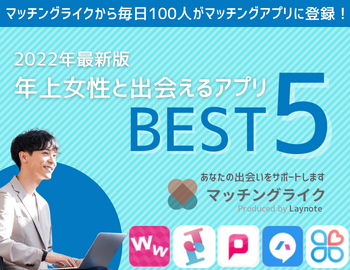 マッチングライクから毎日100人がマッチングアプリに登録！
2022年最新版
年上女性と出会えるアプリ
BEST5
あなたの出会いをサポートします
マッチングライク
Produced by Laynote
WW